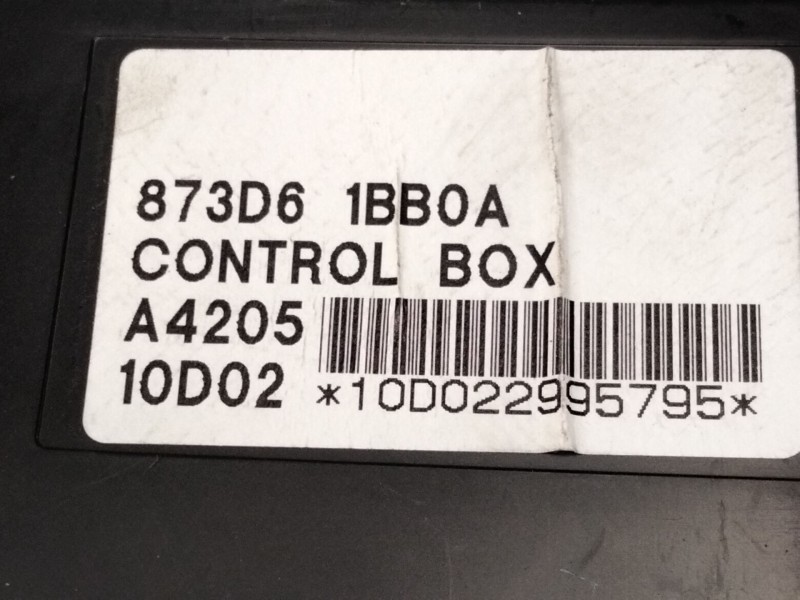 873D6 1BB0A
CONTROL BOX
A4205
10D02 *10D022995795*